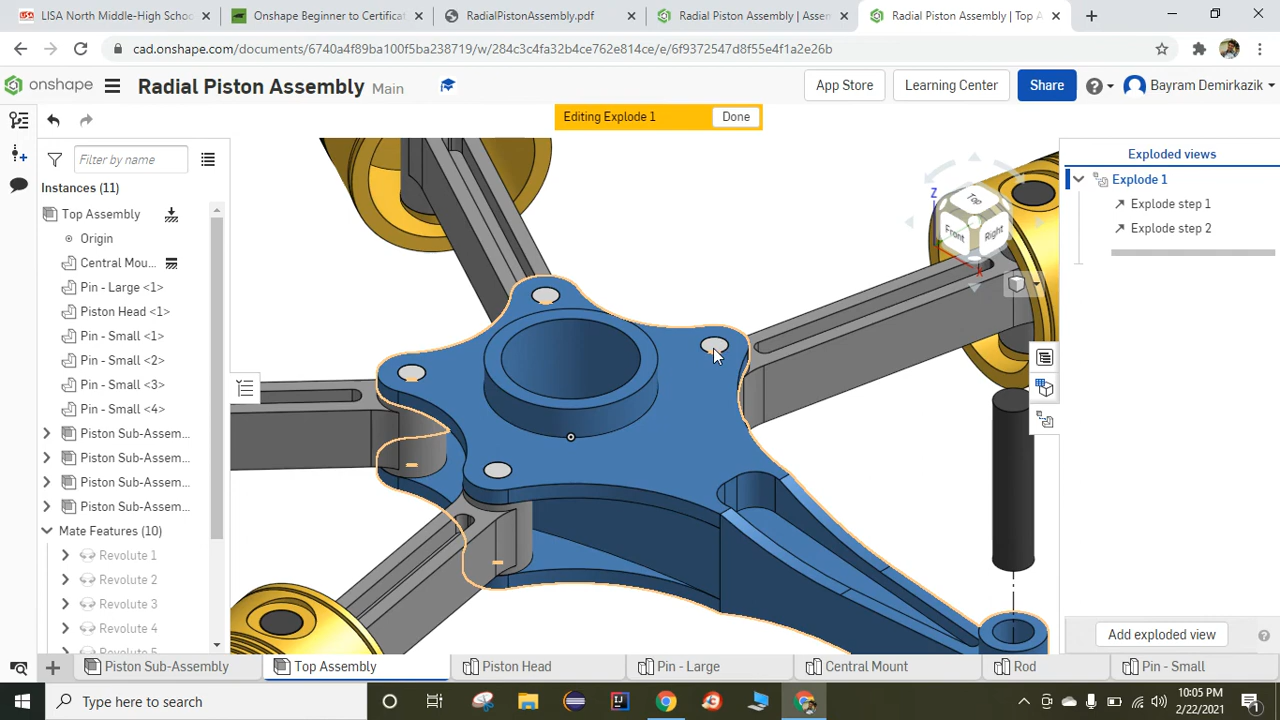 LISA North Middle-High Schoo
Onshape Beginner to Certificat
RadialPistonAssembly.pdf
Radial Piston Assembly | Assem
Radial Piston Assembly | Top A
cad.onshape.com/documents/6740a4f89ba100f5ba238719/w/284c3c4fa32b4ce762e814ce/e/6f9372547d8f55e4f1a2e26b
onshape
Radial Piston Assembly Main
App Store
Learning Center
Share
Bayram Demirkazik
Editing Explode 1
Done
Filter by name
Instances (11)
Top Assembly
Origin
Central Mou...
Pin - Large <1>
Piston Head <1>
Pin - Small <1>
Pin - Small <2>
Pin - Small <3>
Pin - Small <4>
Piston Sub-Assem...
Piston Sub-Assem...
Piston Sub-Assem...
Piston Sub-Assem...
Mate Features (10)
Revolute 1
Revolute 2
Revolute 3
Revolute 4
Z
Top
Front
Right
X
Exploded views
Explode 1
Explode step 1
Explode step 2
Add exploded view
Piston Sub-Assembly
Top Assembly
Piston Head
Pin - Large
Central Mount
Rod
Pin - Small
Type here to search
10:05 PM
2/22/2021